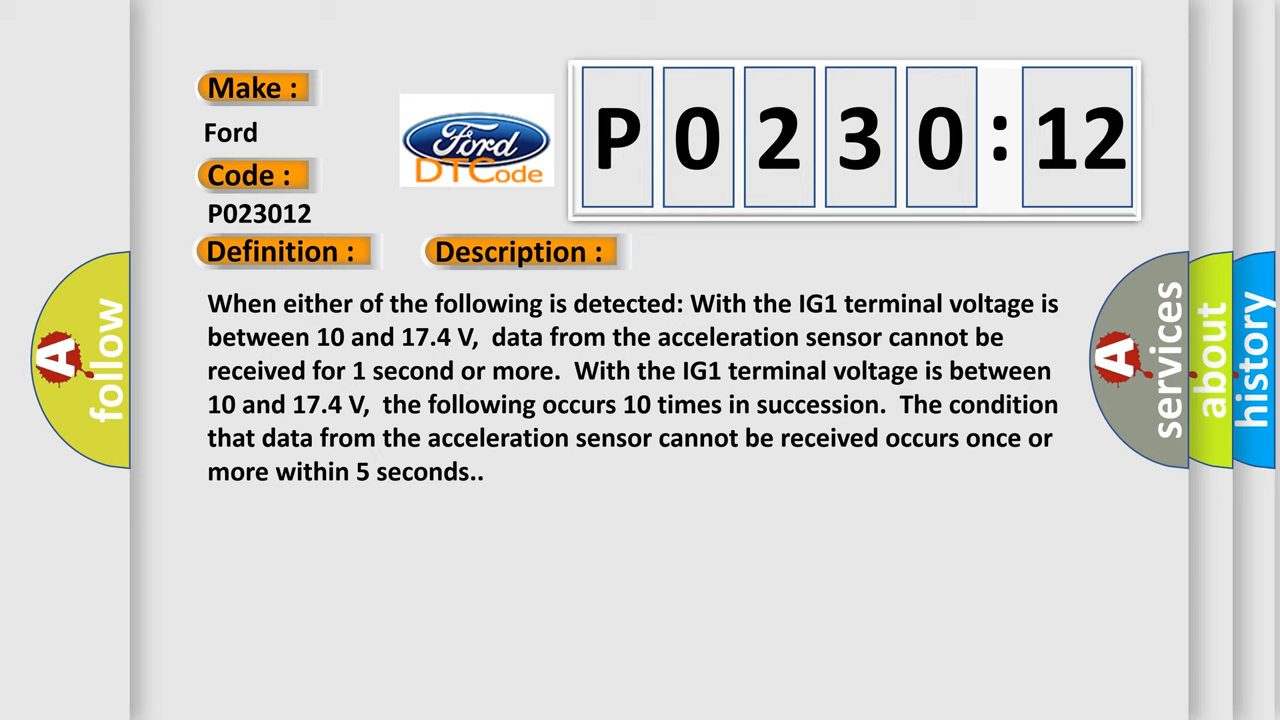 Make :
Ford
Code :
P023012
Definition :
Description :
Ford
DTCode
P0230:12
When either of the following is detected: With the IG1 terminal voltage is
between 10 and 17.4 V,  data from the acceleration sensor cannot be
received for 1 second or more.  With the IG1 terminal voltage is between
10 and 17.4 V,  the following occurs 10 times in succession.  The condition
that data from the acceleration sensor cannot be received occurs once or
more within 5 seconds..
A
follow
A
services
about
history